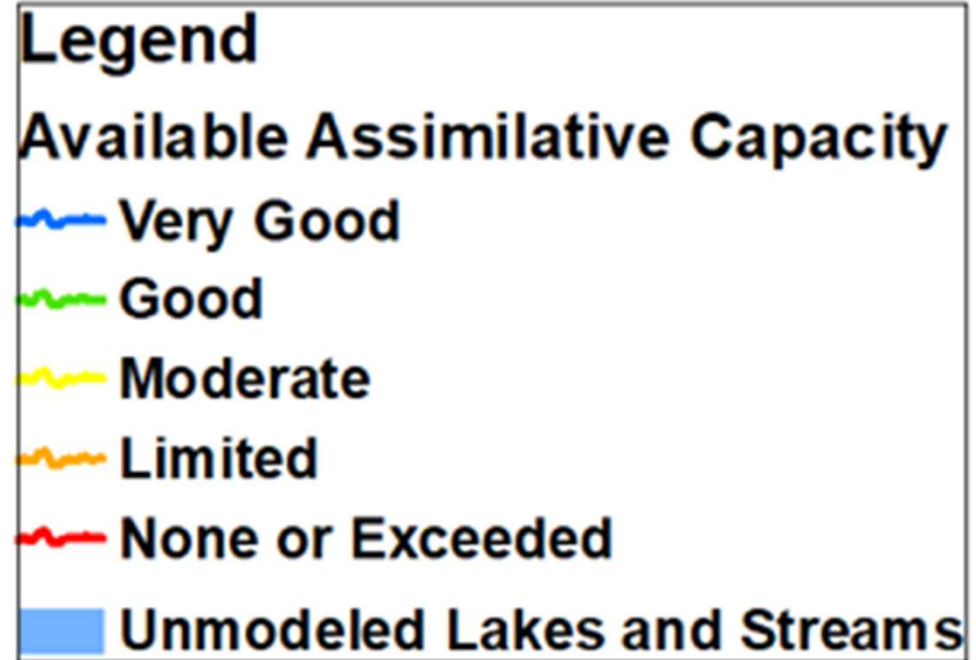 Legend
Available Assimilative Capacity
Very Good
Good
Moderate
Limited
None or Exceeded
Unmodeled Lakes and Streams